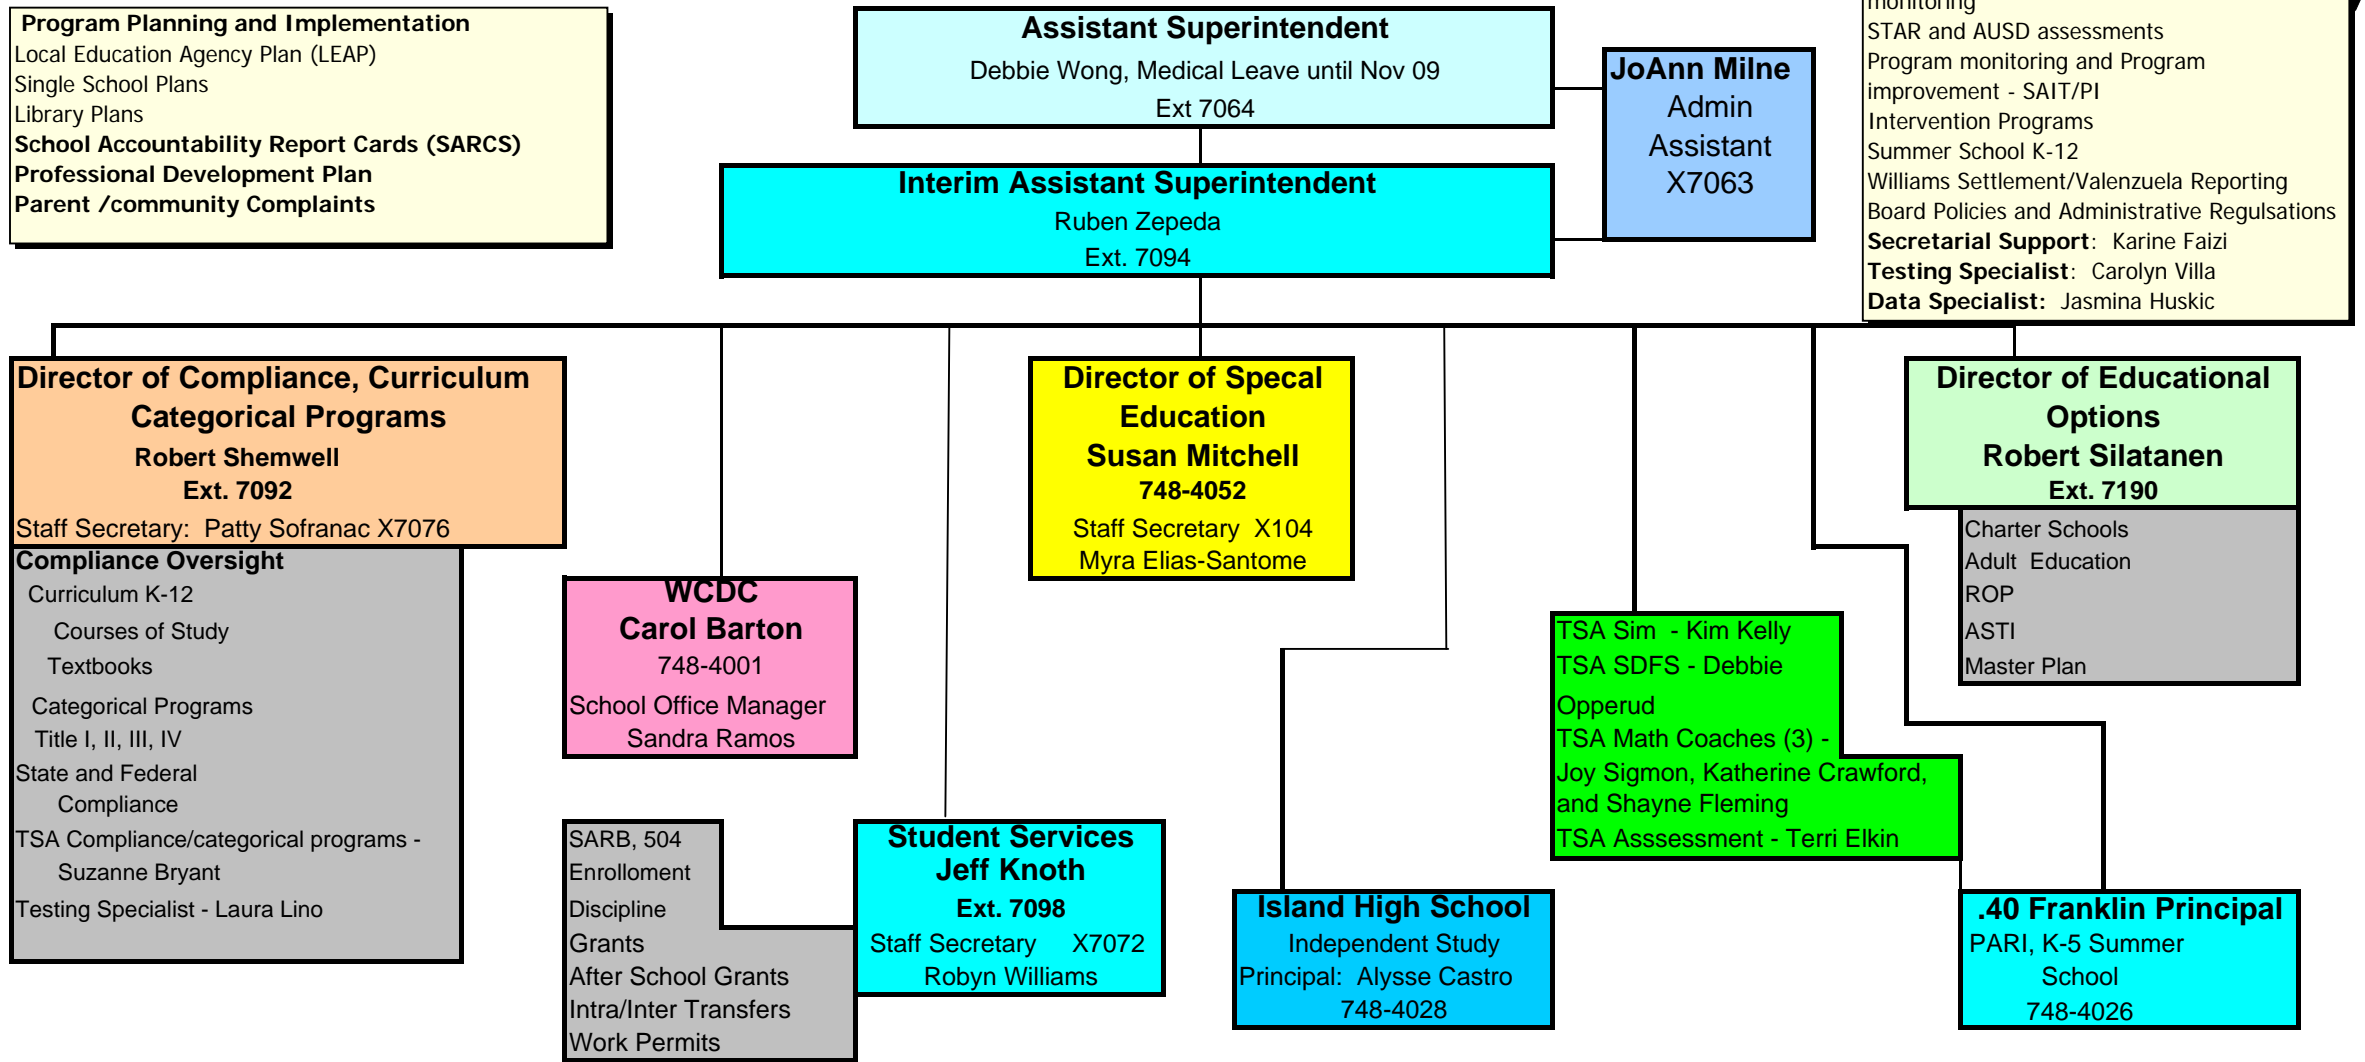 Program Planning and Implementation
Local Education Agency Plan (LEAP)
Single School Plans
Library Plans
School Accountability Report Cards (SARCS)
Professional Development Plan
Parent /community Complaints
Assistant Superintendent
Debbie Wong, Medical Leave until Nov 09
Ext 7064
JoAnn Milne
Admin
Assistant
X7063
Interim Assistant Superintendent
Ruben Zepeda
Ext. 7094
monitoring
STAR and AUSD assessments
Program monitoring and Program
improvement - SAIT/PI
Intervention Programs
Summer School K-12
Williams Settlement/Valenzuela Reporting
Board Policies and Administrative Regulsations
Secretarial Support: Karine Faizi
Testing Specialist: Carolyn Villa
Data Specialist: Jasmina Huskic
Director of Compliance, Curriculum
Categorical Programs
Robert Shemwell
Ext. 7092
Staff Secretary: Patty Sofranac X7076
Compliance Oversight
Curriculum K-12
Courses of Study
Textbooks
Categorical Programs
Title I, II, III, IV
State and Federal
Compliance
TSA Compliance/categorical programs -
Suzanne Bryant
Testing Specialist - Laura Lino
WCDC
Carol Barton
748-4001
School Office Manager
Sandra Ramos
SARB, 504
Enrolloment
Discipline
Grants
After School Grants
Intra/Inter Transfers
Work Permits
Student Services
Jeff Knoth
Ext. 7098
Staff Secretary X7072
Robyn Williams
Director of Specal
Education
Susan Mitchell
748-4052
Staff Secretary X104
Myra Elias-Santome
Island High School
Independent Study
Principal: Alysse Castro
748-4028
TSA Sim - Kim Kelly
TSA SDFS - Debbie
Opperud
TSA Math Coaches (3) -
Joy Sigmon, Katherine Crawford,
and Shayne Fleming
TSA Asssessment - Terri Elkin
Director of Educational
Options
Robert Silatanen
Ext. 7190
Charter Schools
Adult Education
ROP
ASTI
Master Plan
.40 Franklin Principal
PARI, K-5 Summer
School
748-4026